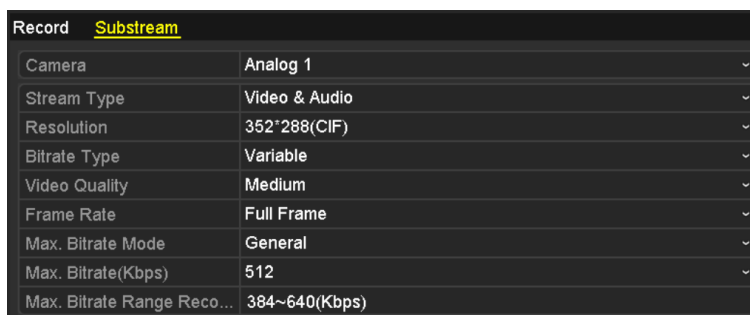 Record Substream
Camera Analog 1
Stream Type Video & Audio
Resolution 352*288(CIF)
Bitrate Type Variable
Video Quality Medium
Frame Rate Full Frame
Max. Bitrate Mode General
Max. Bitrate(Kbps) 512
Max. Bitrate Range Reco... 384~640(Kbps)